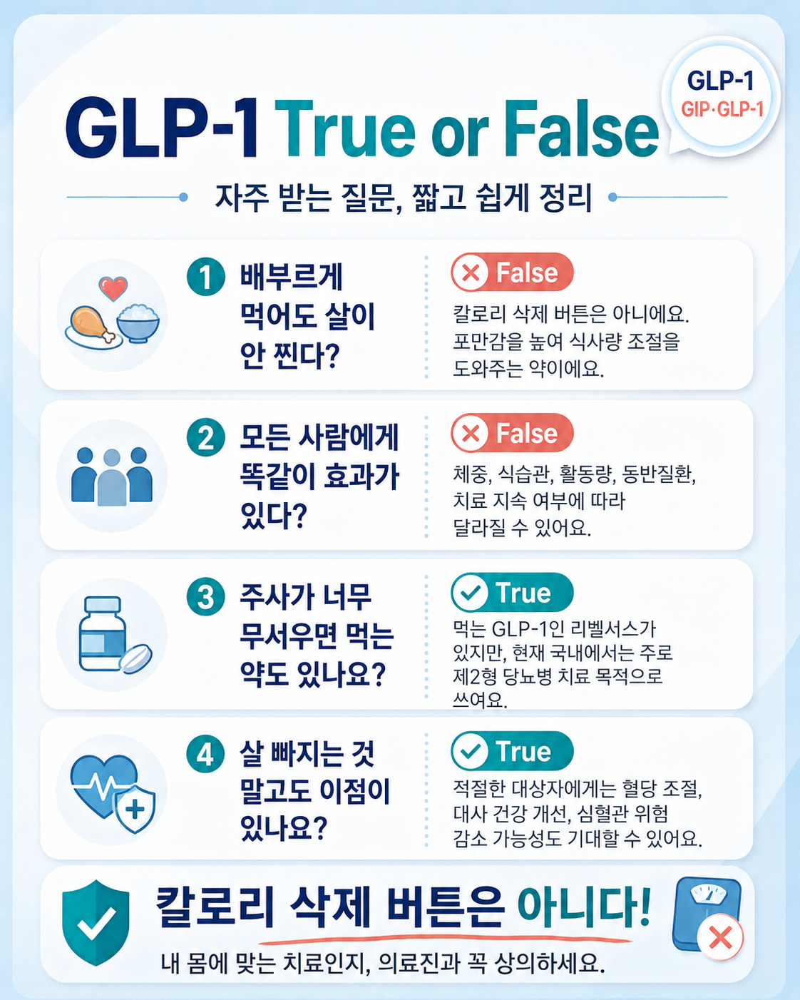 GLP-1
GIP·GLP-1
GLP-1 True or False
자주 받는 질문, 짧고 쉽게 정리
1
배부르게
먹어도 살이
안 찐다?
False
칼로리 삭제 버튼은 아니에요.
포만감을 높여 식사량 조절을
도와주는 약이에요.
2
모든 사람에게
똑같이 효과가
있다?
False
체중, 식습관, 활동량, 동반질환,
치료 지속 여부에 따라
달라질 수 있어요.
3
주사가 너무
무서우면 먹는
약도 있나요?
True
먹는 GLP-1인 리벨서스가
있지만, 현재 국내에서는 주로
제2형 당뇨병 치료 목적으로
쓰여요.
4
살 빠지는 것
말고도 이점이
있나요?
True
적절한 대상자에게는 혈당 조절,
대사 건강 개선, 심혈관 위험
감소 가능성도 기대할 수 있어요.
칼로리 삭제 버튼은 아니다!
내 몸에 맞는 치료인지, 의료진과 꼭 상의하세요.